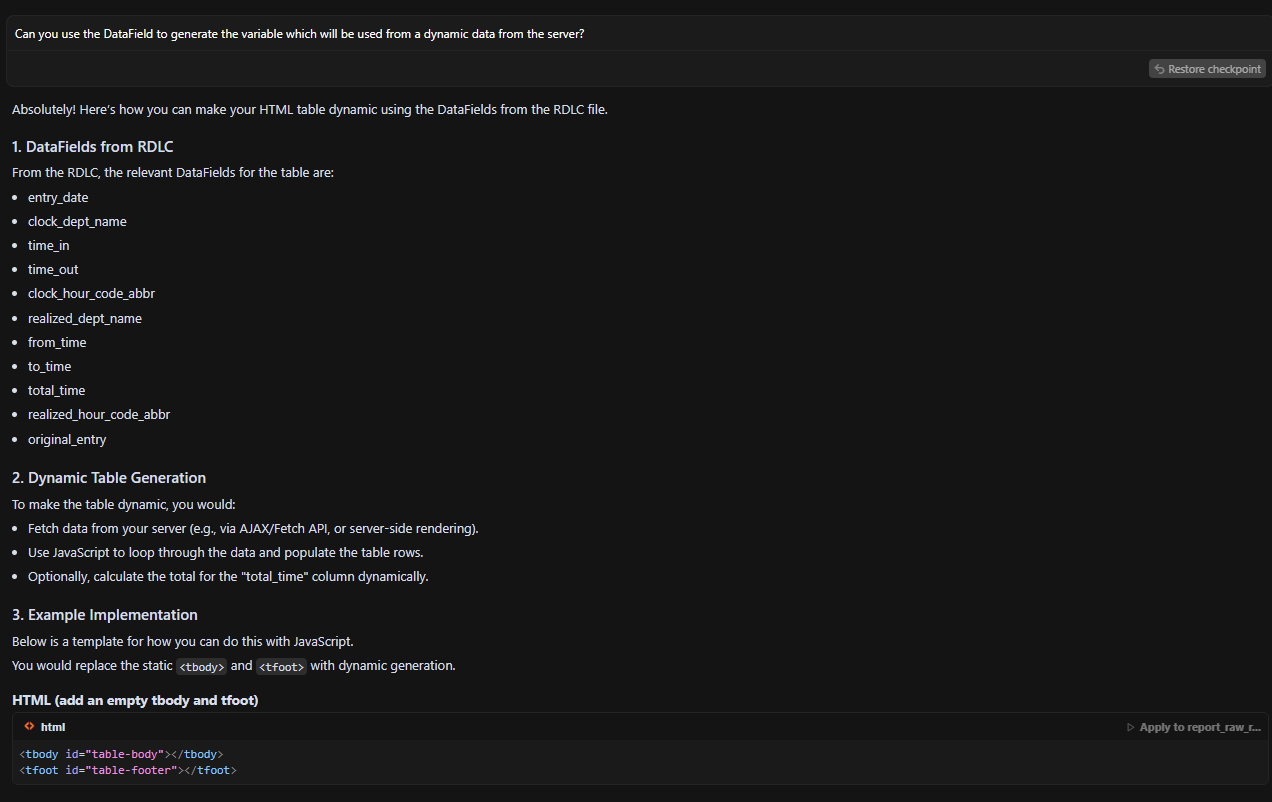 Can you use the DataField to generate the variable which will be used from a dynamic data from the server?
Restore checkpoint
Absolutely! Here's how you can make your HTML table dynamic using the DataFields from the RDLC file.
1. DataFields from RDLC
From the RDLC, the relevant DataFields for the table are:
• entry_date
• clock_dept_name
• time_in
• time_out
• clock_hour_code_abbr
• realized_dept_name
• from_time
• to_time
• total_time
• realized_hour_code_abbr
• original_entry
2. Dynamic Table Generation
To make the table dynamic, you would:
• Fetch data from your server (e.g., via AJAX/Fetch API, or server-side rendering).
• Use JavaScript to loop through the data and populate the table rows.
• Optionally, calculate the total for the "total_time" column dynamically.
3. Example Implementation
Below is a template for how you can do this with JavaScript.
You would replace the static <tbody> and <tfoot> with dynamic generation.
HTML (add an empty tbody and tfoot)
html
Apply to report_raw_r...
<tbody id="table-body"></tbody>
<tfoot id="table-footer"></tfoot>